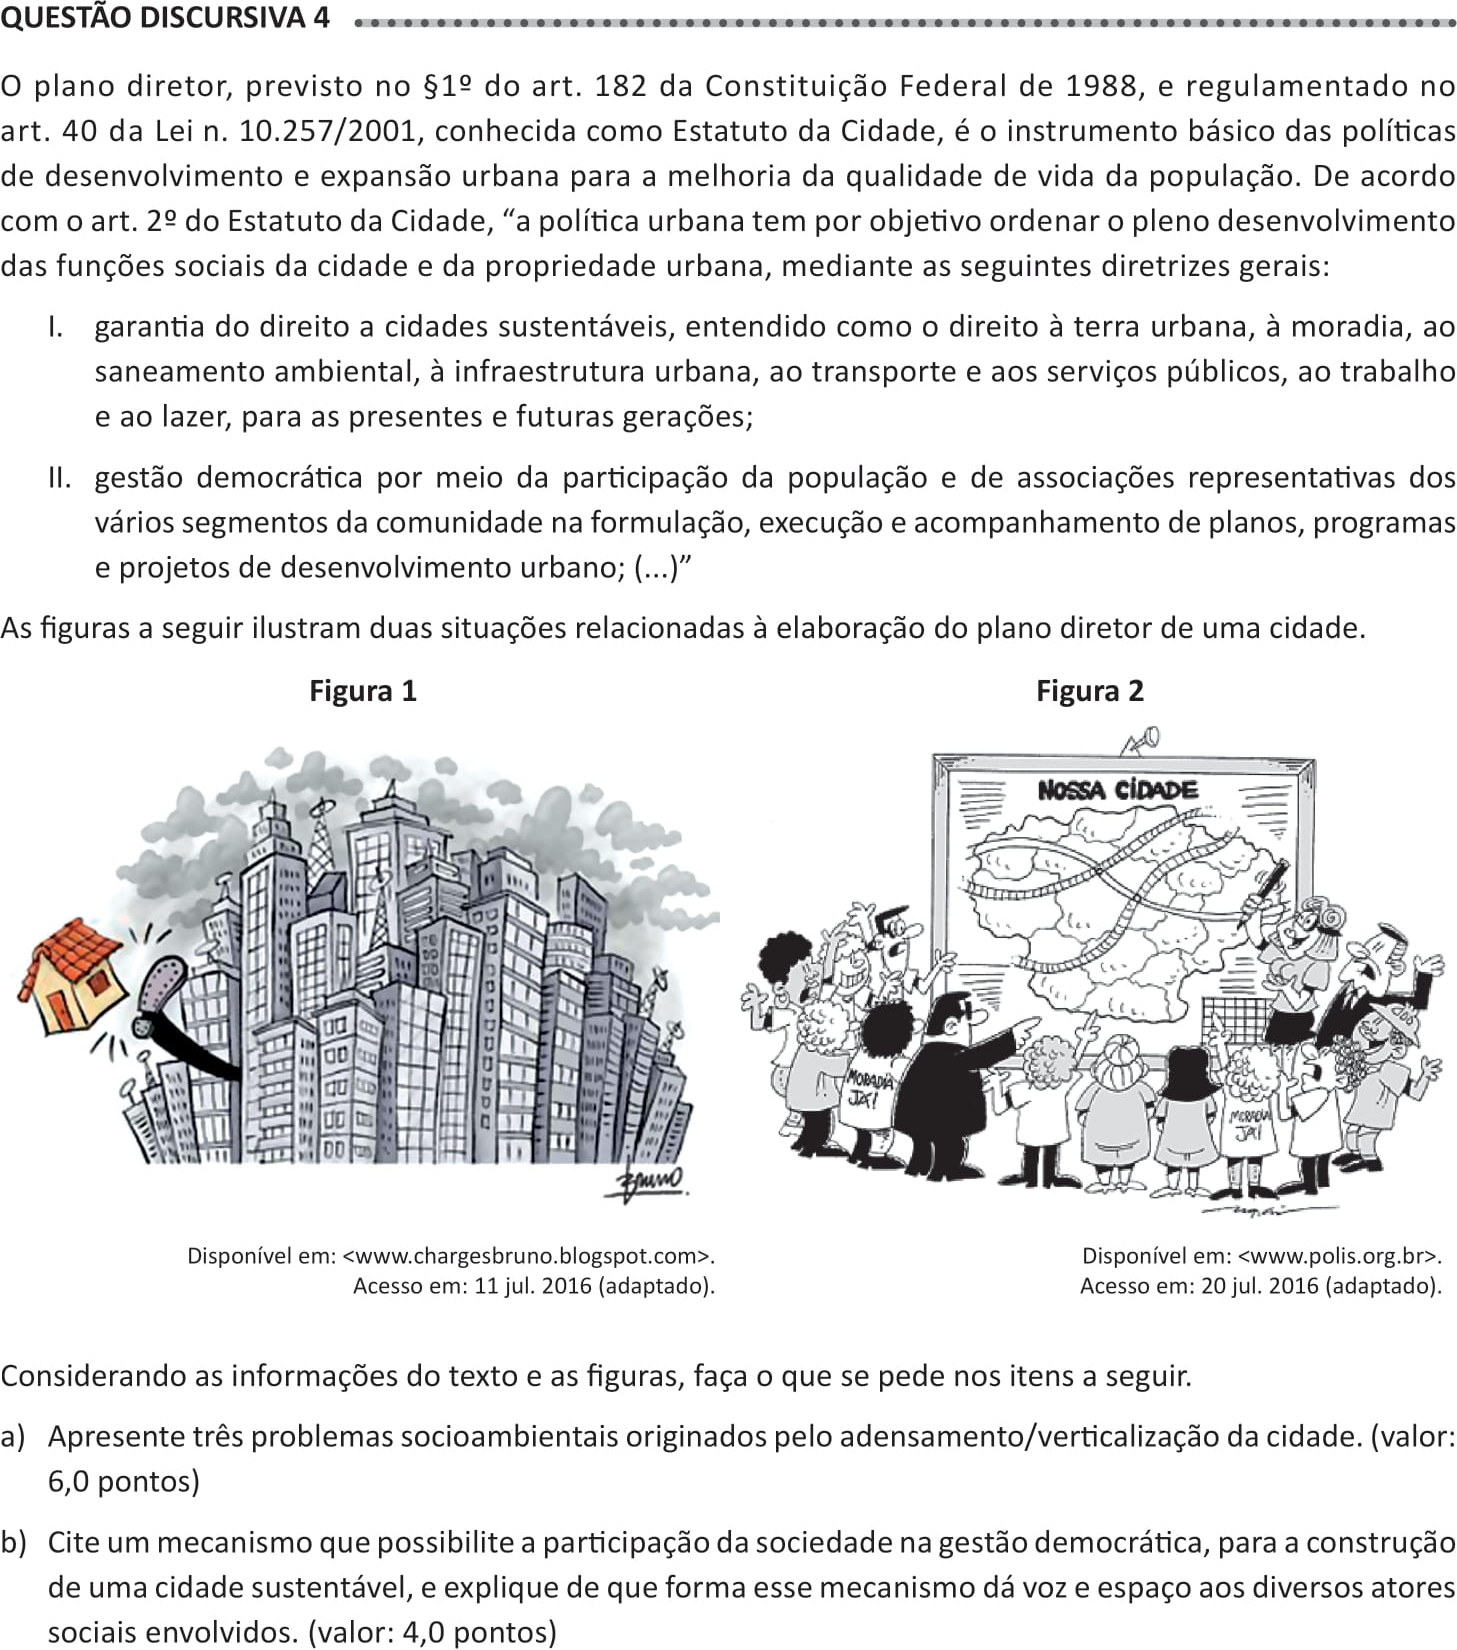 QUESTÃO DISCURSIVA 4
O plano diretor, previsto no §1º do art. 182 da Constituição Federal de 1988, e regulamentado no
art. 40 da Lei n. 10.257/2001, conhecida como Estatuto da Cidade, é o instrumento básico das políticas
de desenvolvimento e expansão urbana para a melhoria da qualidade de vida da população. De acordo
com o art. 2º do Estatuto da Cidade, “a política urbana tem por objetivo ordenar o pleno desenvolvimento
das funções sociais da cidade e da propriedade urbana, mediante as seguintes diretrizes gerais:
I. garantia do direito a cidades sustentáveis, entendido como o direito à terra urbana, à moradia, ao
saneamento ambiental, à infraestrutura urbana, ao transporte e aos serviços públicos, ao trabalho
e ao lazer, para as presentes e futuras gerações;
II. gestão democrática por meio da participação da população e de associações representativas dos
vários segmentos da comunidade na formulação, execução e acompanhamento de planos, programas
e projetos de desenvolvimento urbano; (...)”
As figuras a seguir ilustram duas situações relacionadas à elaboração do plano diretor de uma cidade.
Figura 1
Figura 2
NOSSA CIDADE
MORADIA
JÁ!
MORADIA
JÁ!
Bruno
Disponível em: <www.chargesbruno.blogspot.com>.
Acesso em: 11 jul. 2016 (adaptado).
Disponível em: <www.polis.org.br>.
Acesso em: 20 jul. 2016 (adaptado).
Considerando as informações do texto e as figuras, faça o que se pede nos itens a seguir.
a) Apresente três problemas socioambientais originados pelo adensamento/verticalização da cidade. (valor:
6,0 pontos)
b) Cite um mecanismo que possibilite a participação da sociedade na gestão democrática, para a construção
de uma cidade sustentável, e explique de que forma esse mecanismo dá voz e espaço aos diversos atores
sociais envolvidos. (valor: 4,0 pontos)